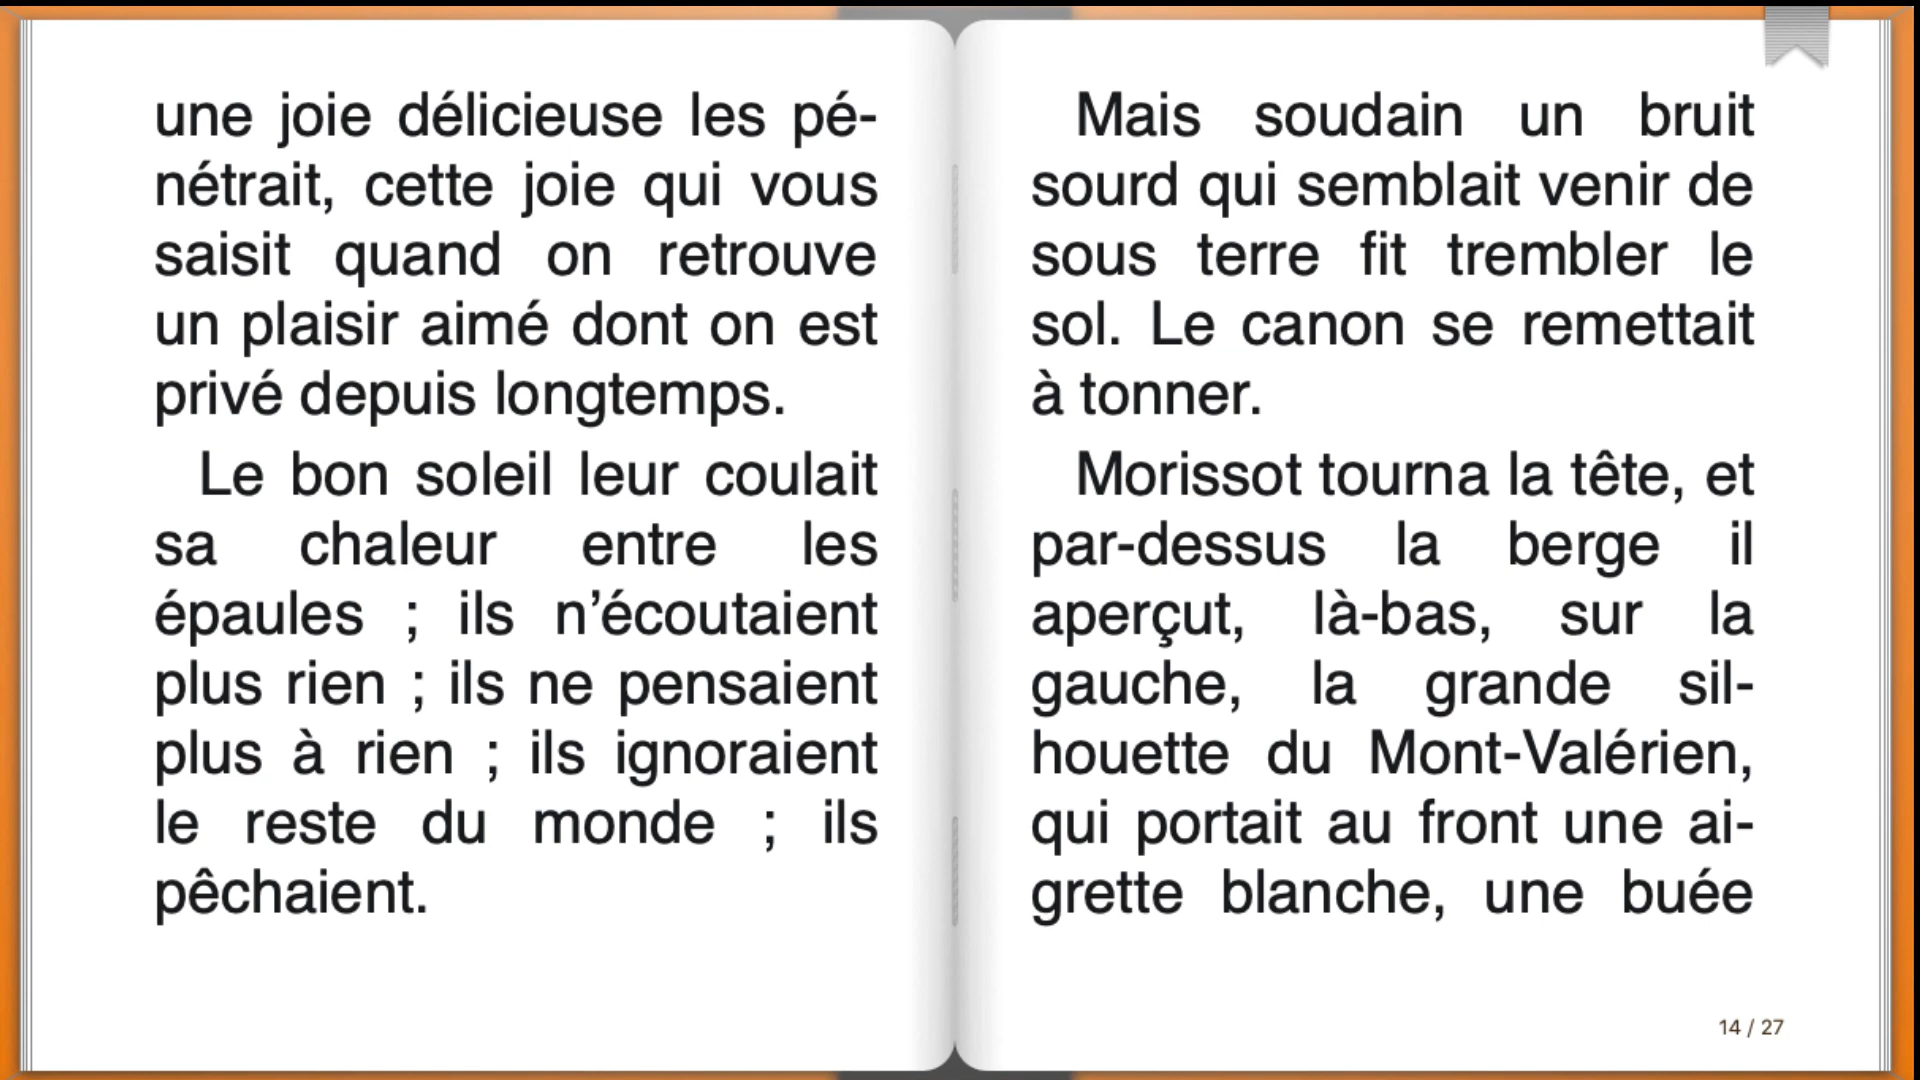 une joie délicieuse les pé-
nétrait, cette joie qui vous
saisit quand on retrouve
un plaisir aimé dont on est
privé depuis longtemps.
Le bon soleil leur coulait
sa chaleur entre les
épaules ; ils n’écoutaient
plus rien ; ils ne pensaient
plus à rien ; ils ignoraient
le reste du monde ; ils
pêchaient.
Mais soudain un bruit
sourd qui semblait venir de
sous terre fit trembler le
sol. Le canon se remettait
à tonner.
Morissot tourna la tête, et
par-dessus la berge il
aperçut, là-bas, sur la
gauche, la grande sil-
houette du Mont-Valérien,
qui portait au front une ai-
grette blanche, une buée
14 / 27